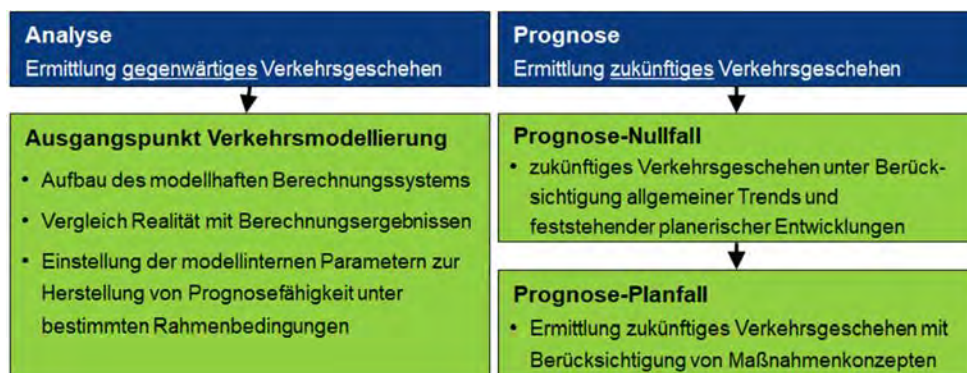 Analyse
Ermittlung gegenwärtiges Verkehrsgeschehen
Ausgangspunkt Verkehrsmodellierung
• Aufbau des modellhaften Berechnungssystems
• Vergleich Realität mit Berechnungsergebnissen
• Einstellung der modellinternen Parametern zur
Herstellung von Prognosefähigkeit unter
bestimmten Rahmenbedingungen
Prognose
Ermittlung zukünftiges Verkehrsgeschehen
Prognose-Nullfall
• zukünftiges Verkehrsgeschehen unter Berück-
sichtigung allgemeiner Trends und
feststehender planerischer Entwicklungen
Prognose-Planfall
• Ermittlung zukünftiges Verkehrsgeschehen mit
Berücksichtigung von Maßnahmenkonzepten